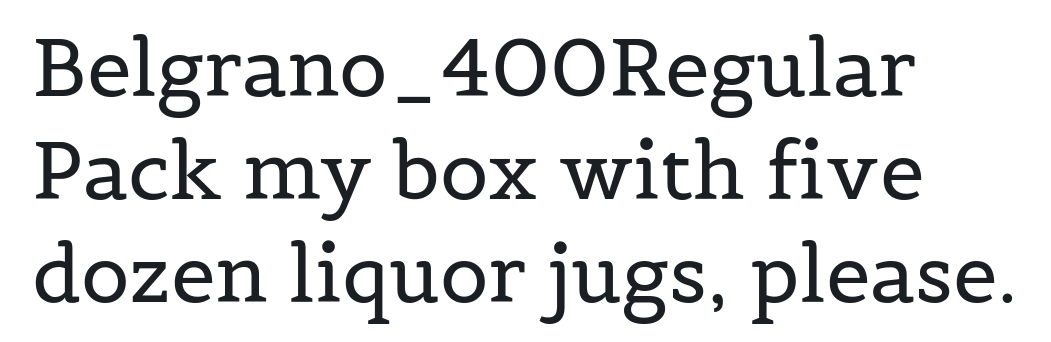 Belgrano_400Regular
Pack my box with five
dozen liquor jugs, please.